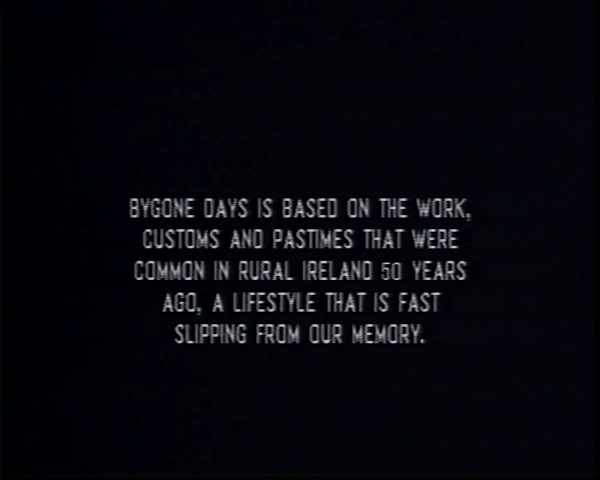 BYGONE DAYS IS BASED ON THE WORK,
CUSTOMS AND PASTIMES THAT WERE
COMMON IN RURAL IRELAND 50 YEARS
AGO, A LIFESTYLE THAT IS FAST
SLIPPING FROM OUR MEMORY.